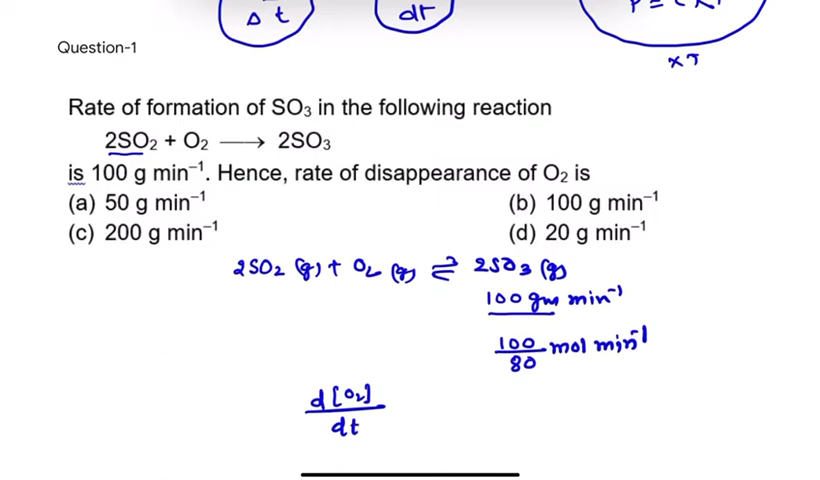 Δt
dt
P =
Question-1
Rate of formation of SO₃ in the following reaction
2SO₂ + O₂ ⟶ 2SO₃
is 100 g min⁻¹. Hence, rate of disappearance of O₂ is
(a) 50 g min⁻¹ (b) 100 g min⁻¹
(c) 200 g min⁻¹ (d) 20 g min⁻¹
2SO₂ (g) + O₂ (g) ⇌ 2SO₃ (g)
100 gm min⁻¹
100/80 mol min⁻¹
d[O₂]
dt